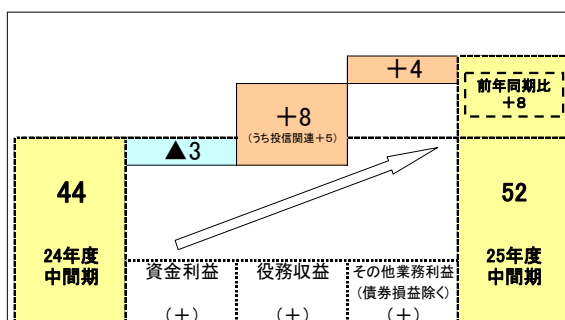 +4
前年同期比
+8
+8
(うち投信関連+5)
▲3
44
52
24年度
中間期
25年度
中間期
資金利益
(+)
役務収益
(+)
その他業務利益
(債券損益除く)
(+)